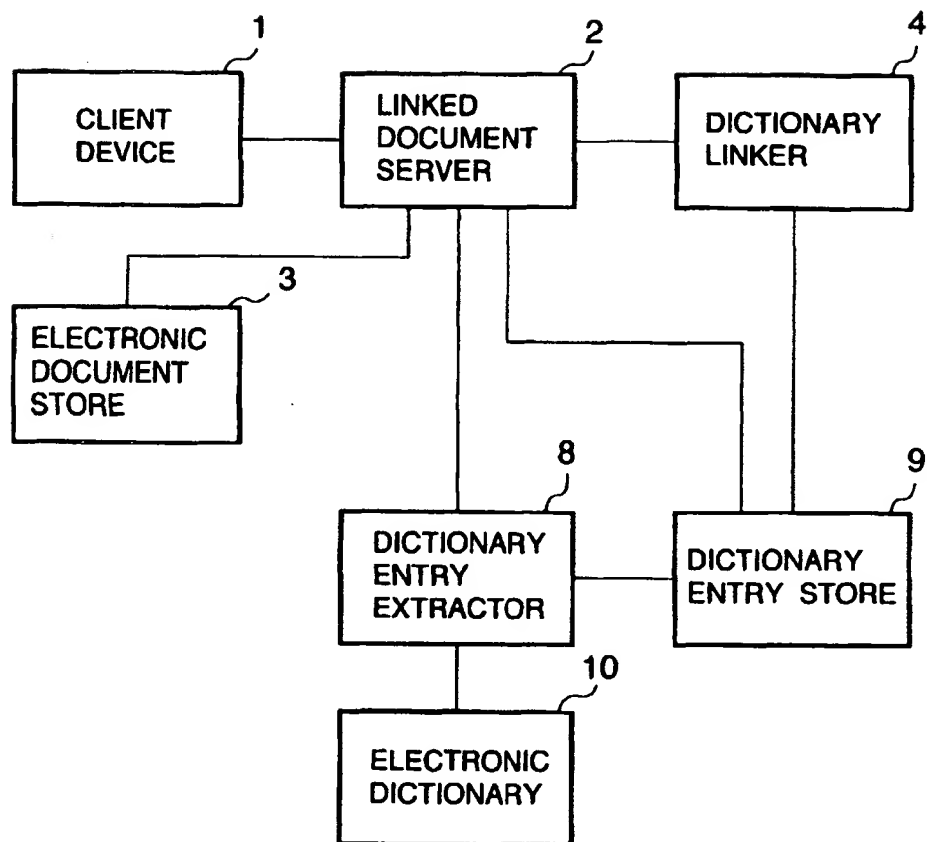 1
2
4
CLIENT
DEVICE
LINKED
DOCUMENT
SERVER
DICTIONARY
LINKER
3
ELECTRONIC
DOCUMENT
STORE
8
9
DICTIONARY
ENTRY
EXTRACTOR
DICTIONARY
ENTRY STORE
10
ELECTRONIC
DICTIONARY